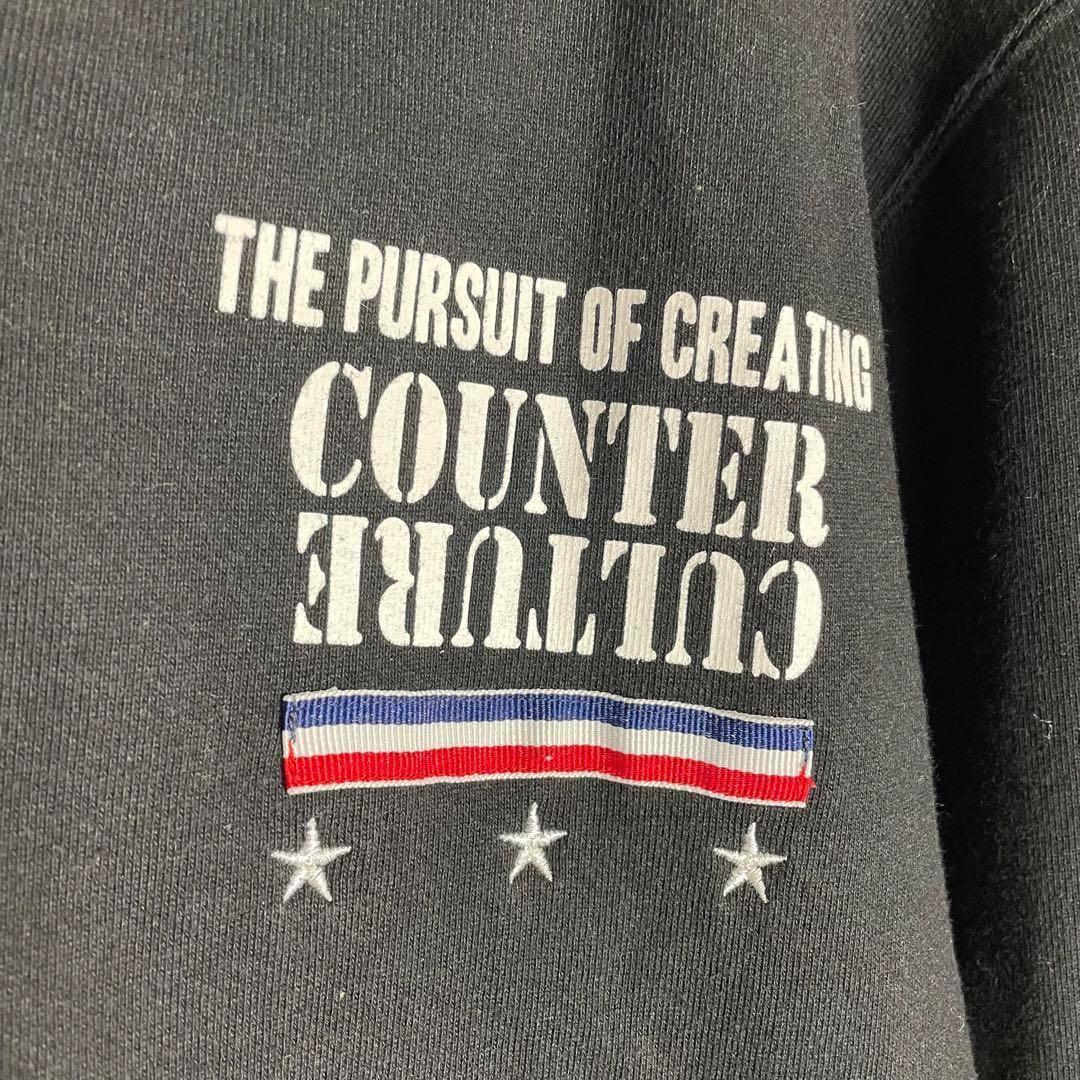 THE PURSUIT OF CREATING
COUNTER
CULTURE